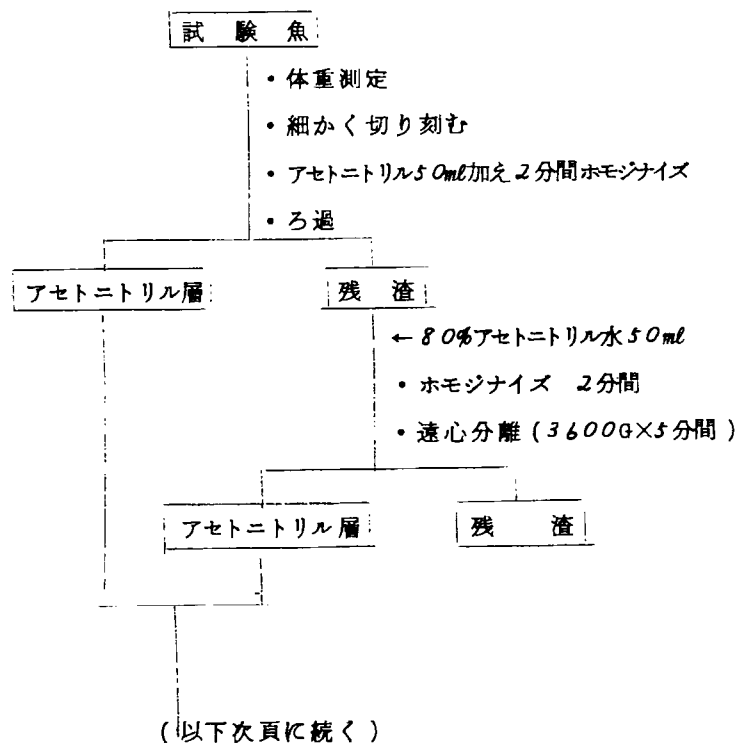 試験魚
・体重測定
・細かく切り刻む
・アセトニトリル50ml加え2分間ホモジナイズ
・ろ過
アセトニトリル層 残渣
←80%アセトニトリル水50ml
・ホモジナイズ 2分間
・遠心分離(3600G×5分間)
アセトニトリル層 残渣
(以下次頁に続く)